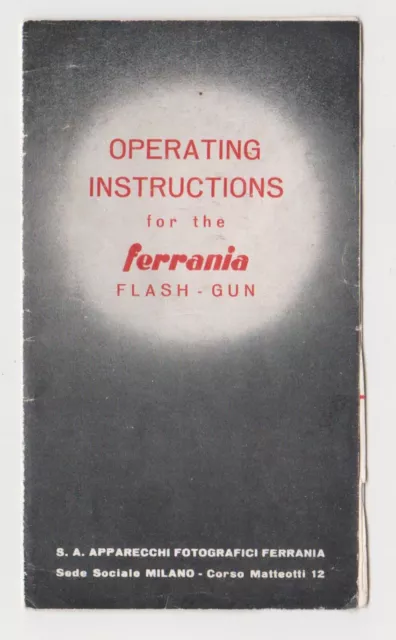 OPERATING
INSTRUCTIONS
for the
ferrania
FLASH - GUN
S. A. APPARECCHI FOTOGRAFICI FERRANIA
Sede Sociale MILANO - Corso Matteotti 12